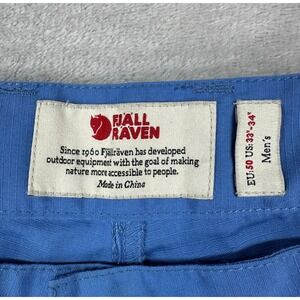 FJÄLL
RÄVEN
Since 1960 Fjällräven has developed
outdoor equipment with the goal of making
nature more accessible to people.
Made in China
EU:50 US:33"-34"
Men's